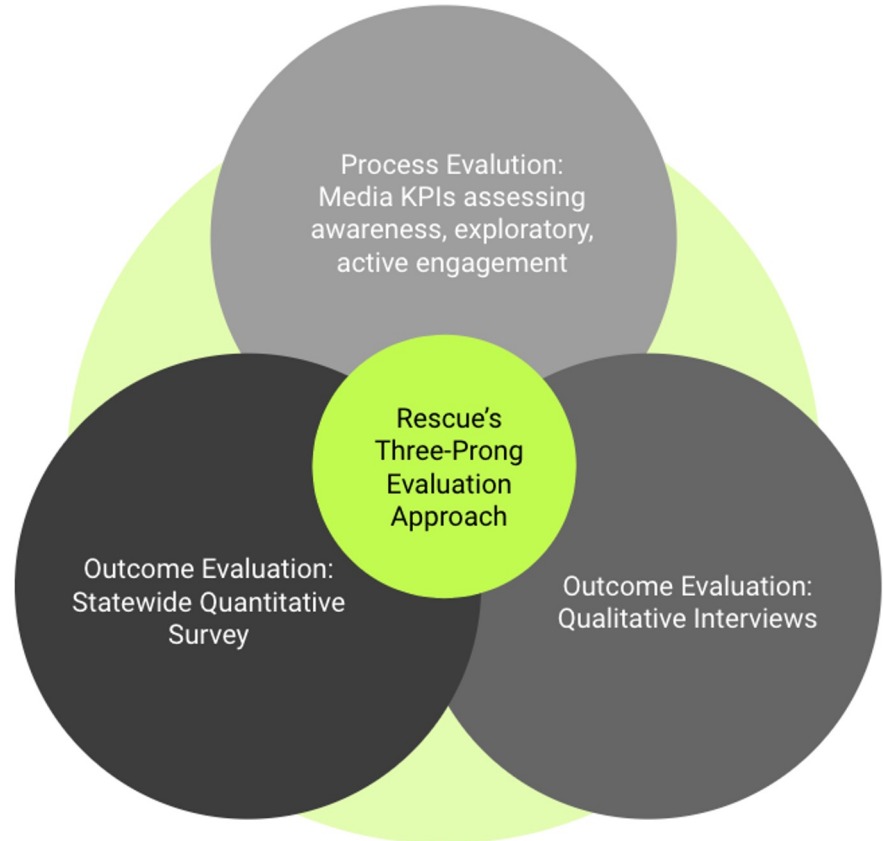 Process Evalution:
Media KPIs assessing
awareness, exploratory,
active engagement
Rescue’s
Three-Prong
Evaluation
Approach
Outcome Evaluation:
Statewide Quantitative
Survey
Outcome Evaluation:
Qualitative Interviews